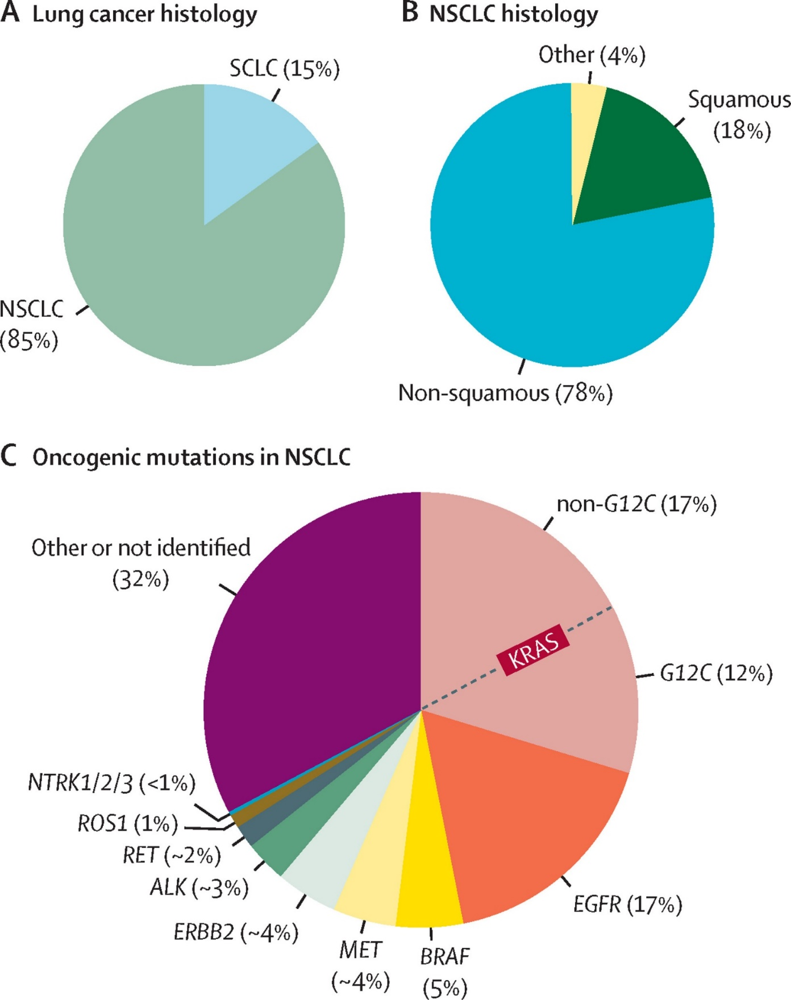 A Lung cancer histology
SCLC (15%)
NSCLC
(85%)
B NSCLC histology
Other (4%)
Squamous
(18%)
Non-squamous (78%)
C Oncogenic mutations in NSCLC
non-G12C (17%)
KRAS
G12C (12%)
EGFR (17%)
BRAF
(5%)
MET
(~4%)
ERBB2 (~4%)
ALK (~3%)
RET (~2%)
ROS1 (1%)
NTRK1/2/3 (<1%)
Other or not identified
(32%)